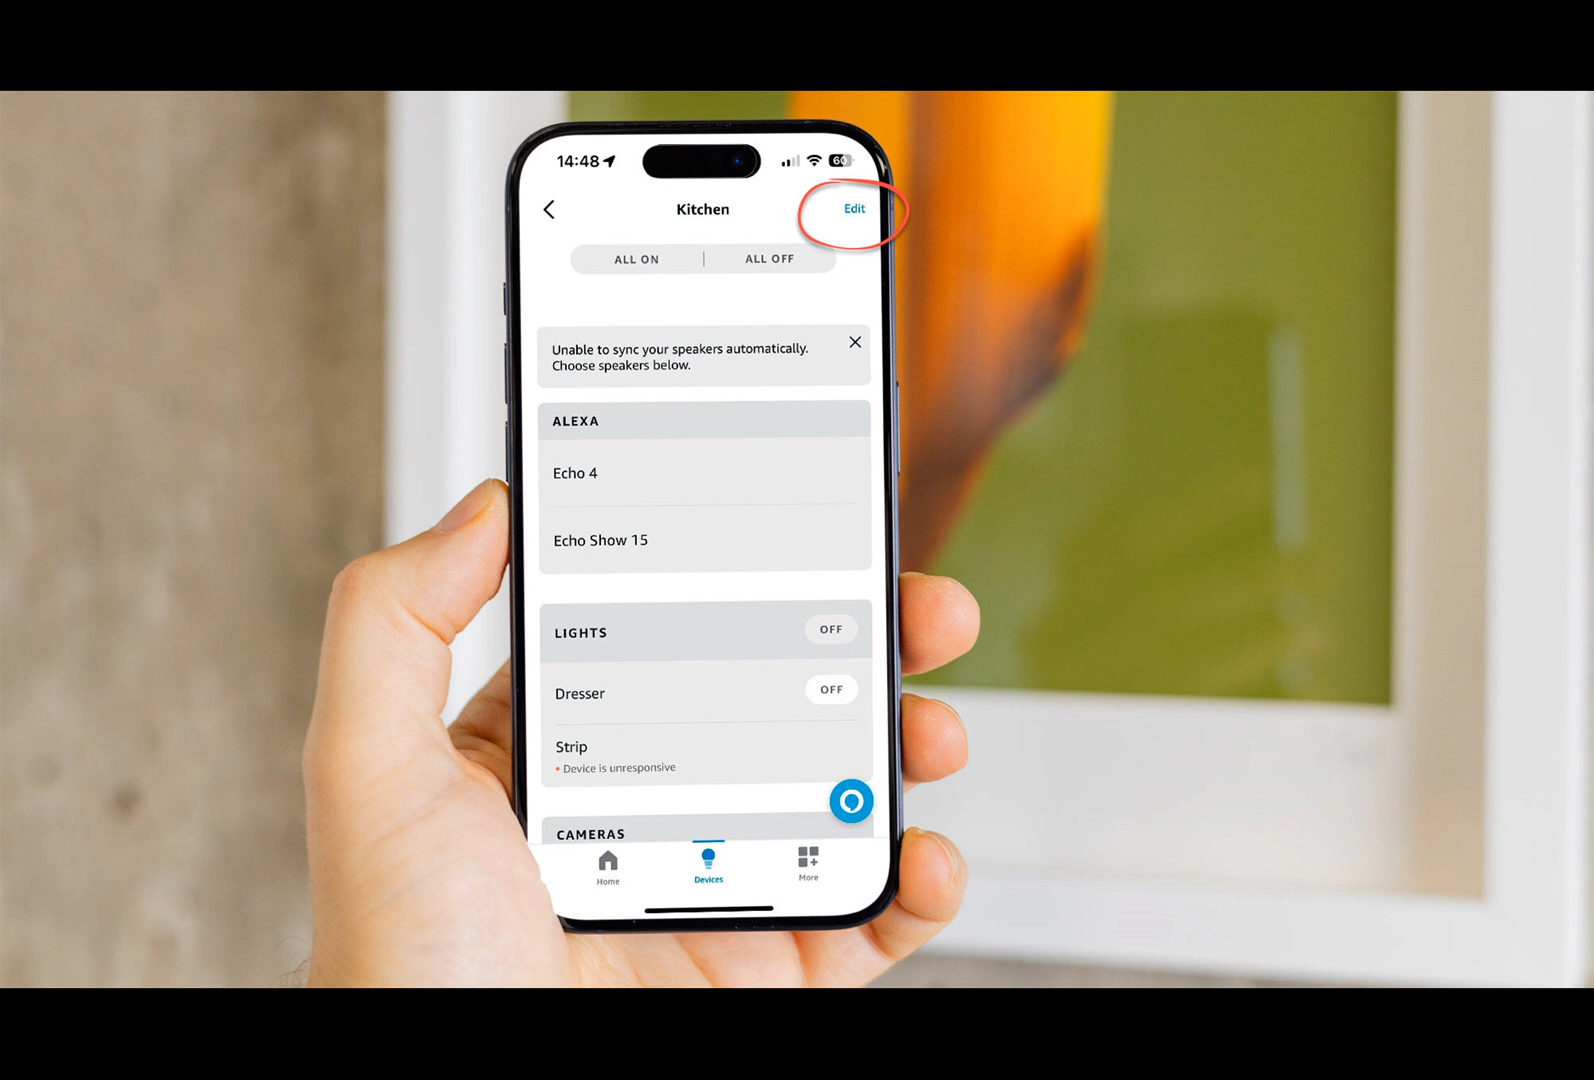 14:48
60
Kitchen
Edit
ALL ON
ALL OFF
Unable to sync your speakers automatically.
Choose speakers below.
ALEXA
Echo 4
Echo Show 15
LIGHTS
OFF
Dresser
OFF
Strip
Device is unresponsive
CAMERAS
Home
Devices
More